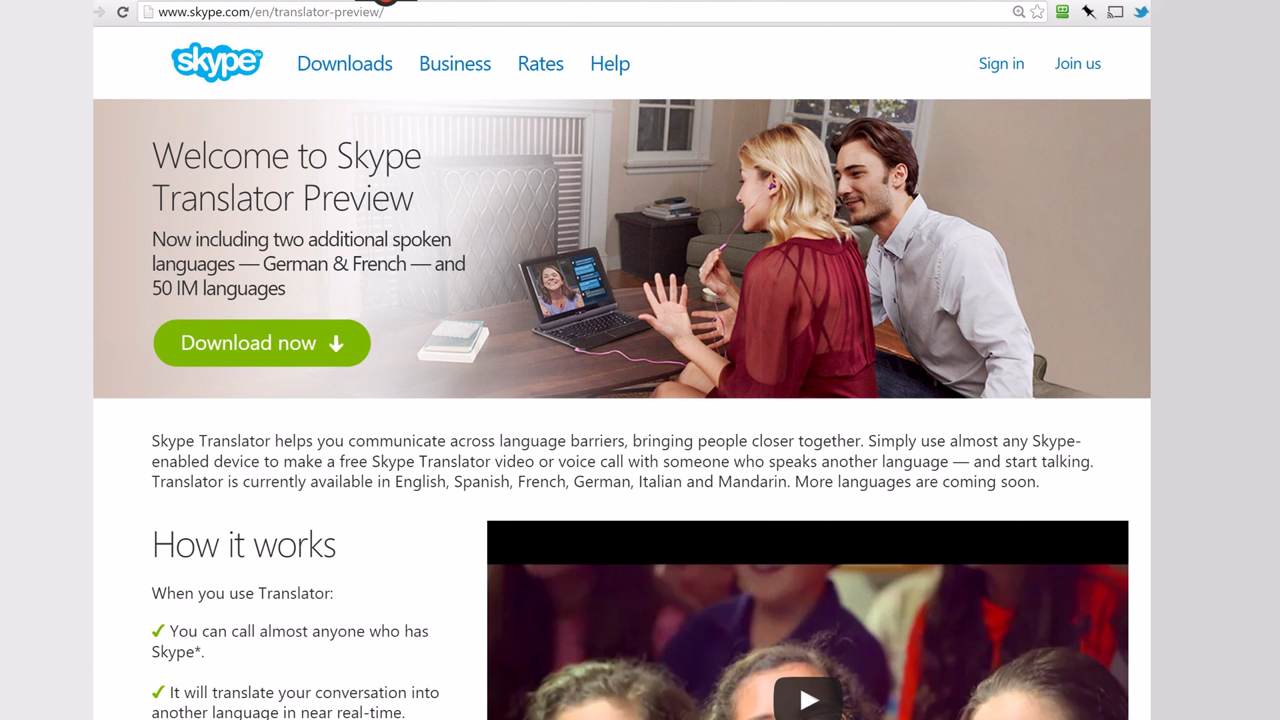 www.skype.com/en/translator-preview/
skype™
Downloads
Business
Rates
Help
Sign in
Join us
Welcome to Skype
Translator Preview
Now including two additional spoken
languages — German & French — and
50 IM languages
Download now
Skype Translator helps you communicate across language barriers, bringing people closer together. Simply use almost any Skype-
enabled device to make a free Skype Translator video or voice call with someone who speaks another language — and start talking.
Translator is currently available in English, Spanish, French, German, Italian and Mandarin. More languages are coming soon.
How it works
When you use Translator:
You can call almost anyone who has
Skype*.
It will translate your conversation into
another language in near real-time.